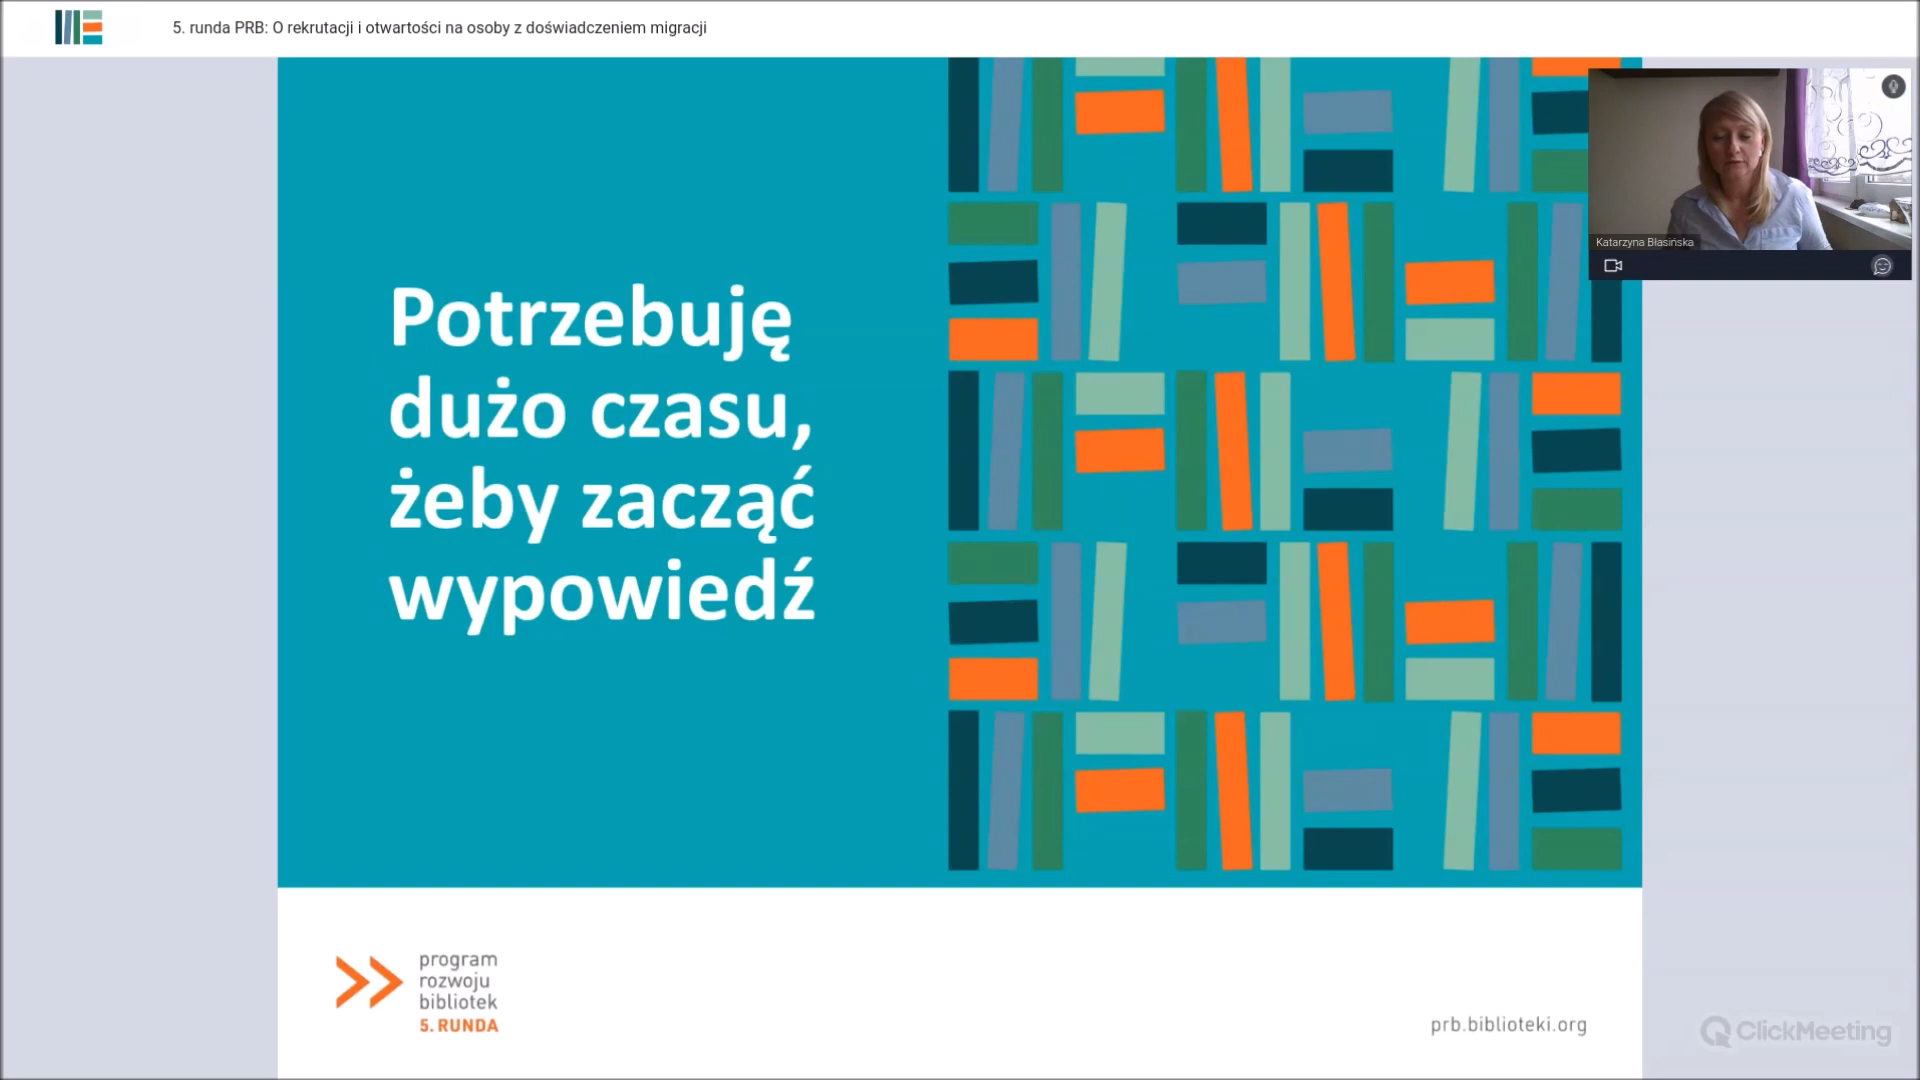 5. runda PRB: O rekrutacji i otwartości na osoby z doświadczeniem migracji
Katarzyna Błasińska
Potrzebuję
dużo czasu,
żeby zacząć
wypowiedź
program
rozwoju
bibliotek
5. RUNDA
prb.biblioteki.org
ClickMeeting